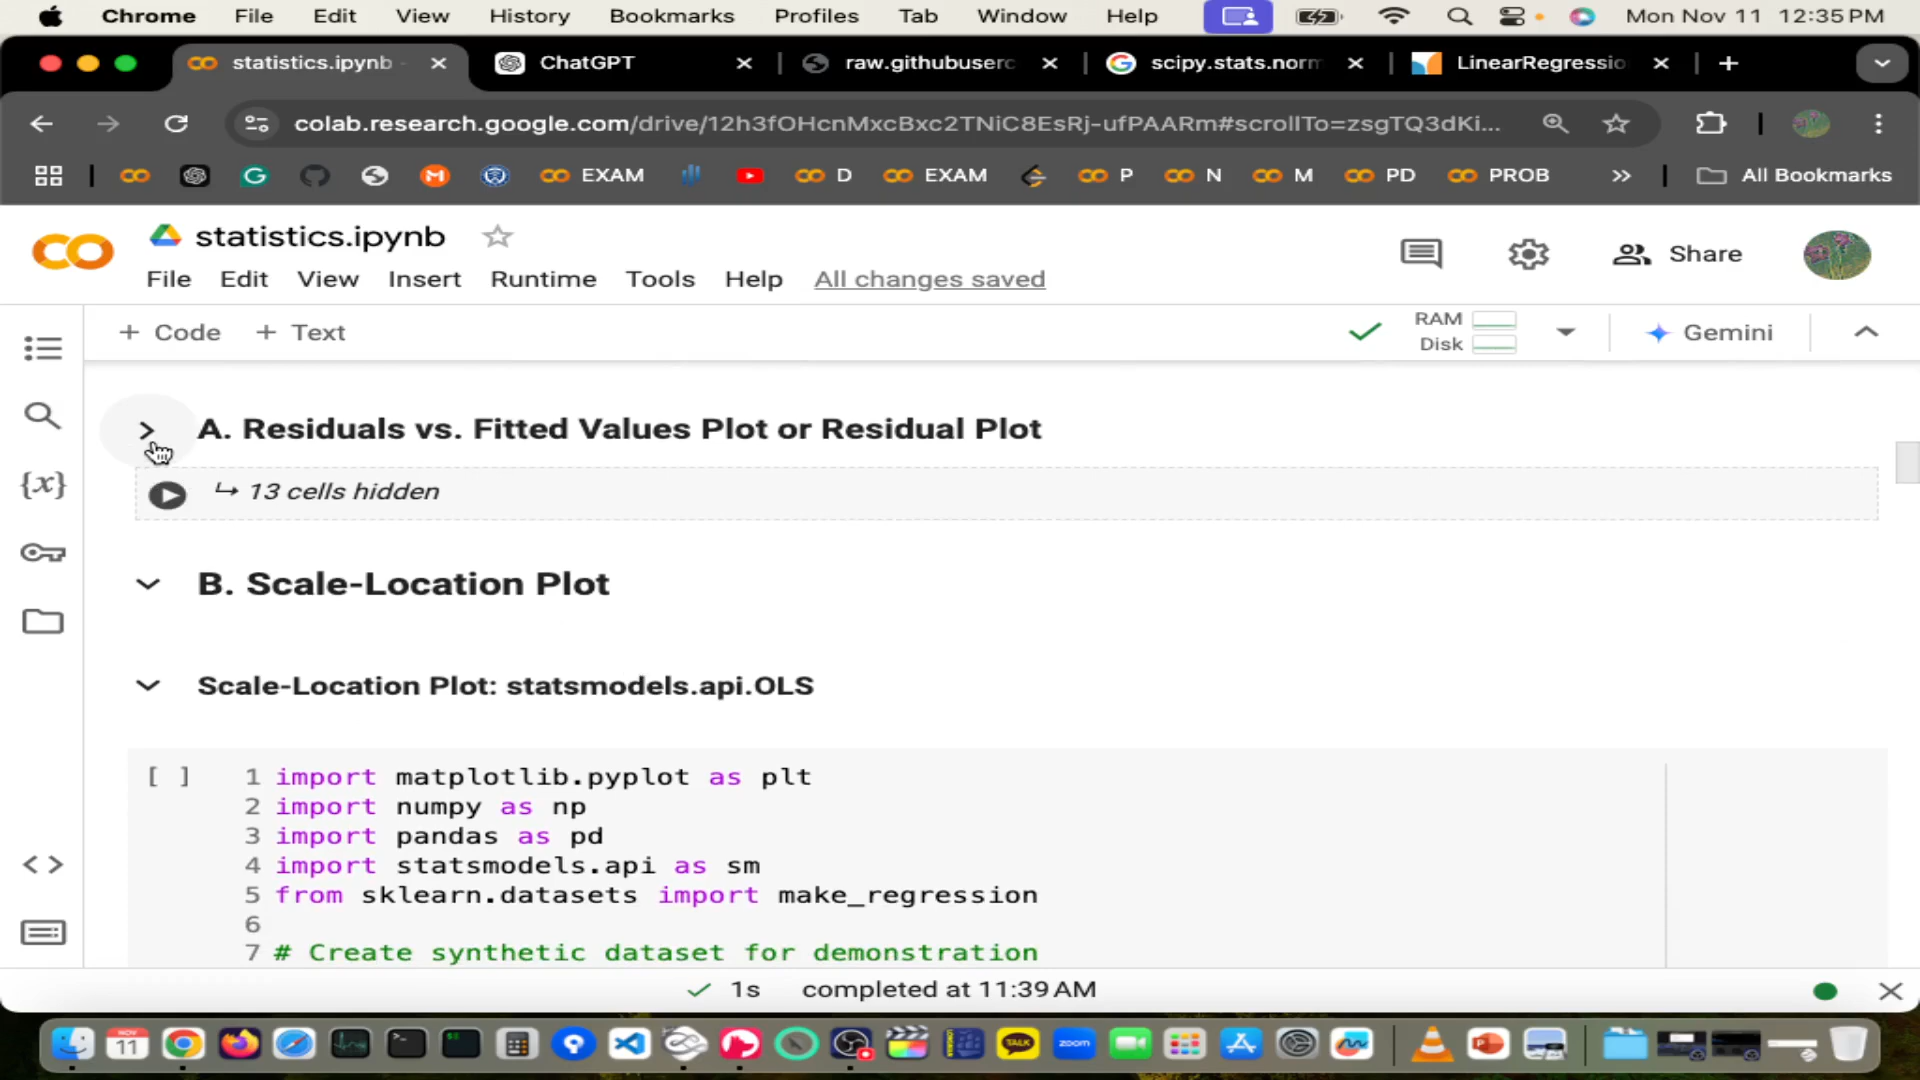 Chrome File Edit View History Bookmarks Profiles Tab Window Help Mon Nov 11 12:35 PM
statistics.ipynb - ChatGPT raw.githubuserc scipy.stats.norm LinearRegressio
colab.research.google.com/drive/12h3fOHcnMxcBxc2TNiC8EsRj-ufPAARm#scrollTo=zsgTQ3dKi...
EXAM D EXAM P N M PD PROB All Bookmarks
statistics.ipynb
File Edit View Insert Runtime Tools Help All changes saved
Share
+ Code + Text
RAM
Disk
Gemini
A. Residuals vs. Fitted Values Plot or Residual Plot
13 cells hidden
B. Scale-Location Plot
Scale-Location Plot: statsmodels.api.OLS
[ ] 1 import matplotlib.pyplot as plt
2 import numpy as np
3 import pandas as pd
4 import statsmodels.api as sm
5 from sklearn.datasets import make_regression
6
7 # Create synthetic dataset for demonstration
1s completed at 11:39 AM
NOV
11
TALK
zoom